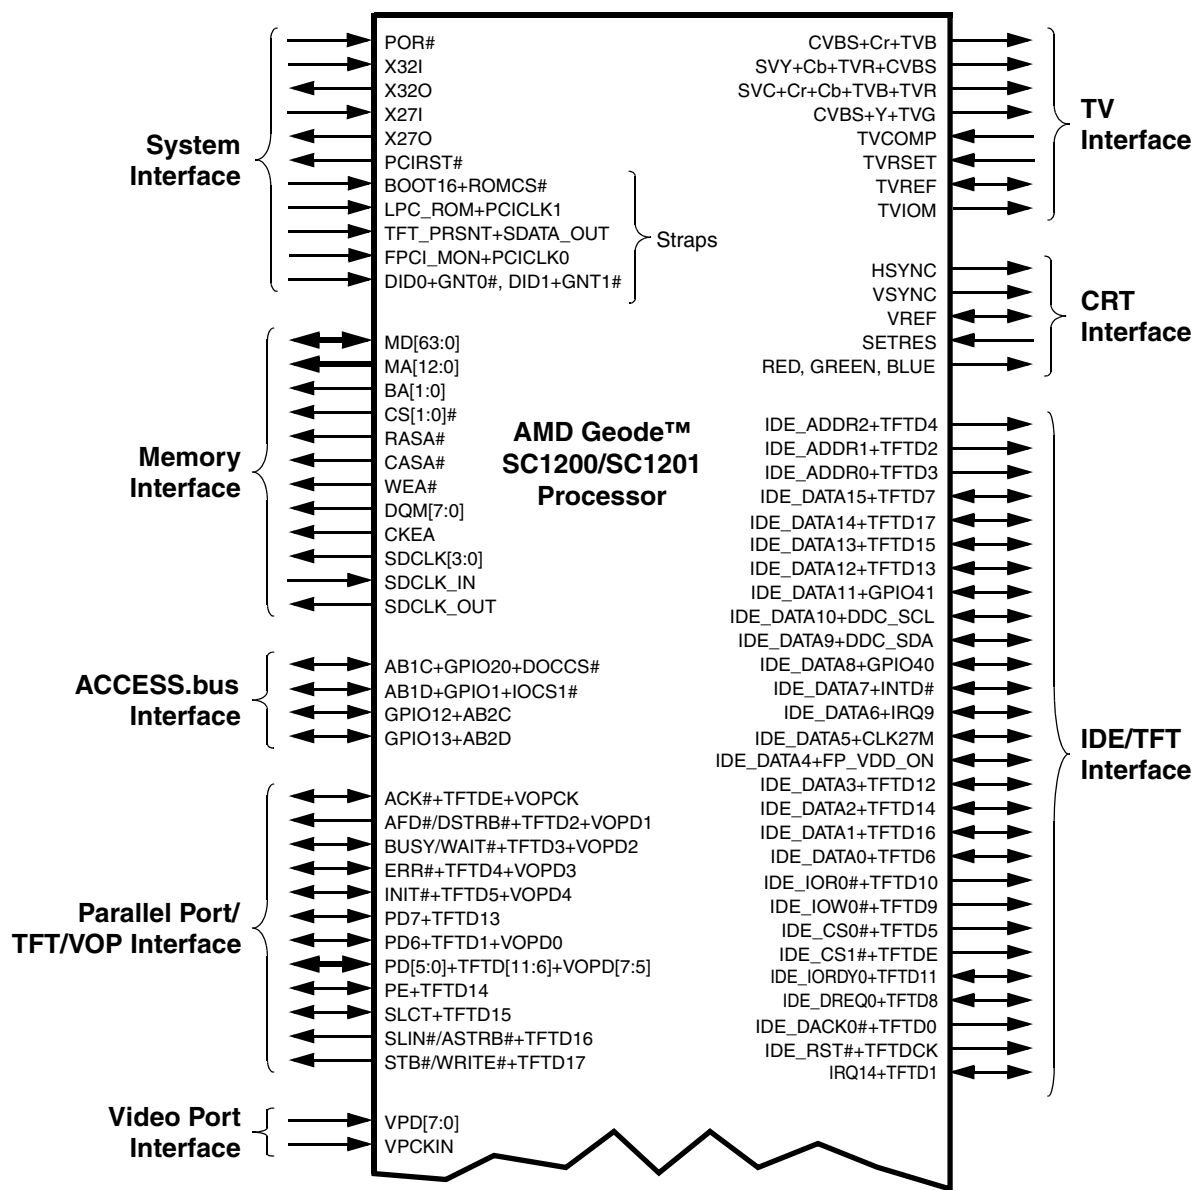 System
Interface
POR#
X32I
X32O
X27I
X27O
PCIRST#
BOOT16+ROMCS#
LPC_ROM+PCICLK1
TFT_PRSNT+SDATA_OUT
FPCI_MON+PCICLK0
DID0+GNT0#, DID1+GNT1#
Straps
Memory
Interface
MD[63:0]
MA[12:0]
BA[1:0]
CS[1:0]#
RASA#
CASA#
WEA#
DQM[7:0]
CKEA
SDCLK[3:0]
SDCLK_IN
SDCLK_OUT
ACCESS.bus
Interface
AB1C+GPIO20+DOCCS#
AB1D+GPIO1+IOCS1#
GPIO12+AB2C
GPIO13+AB2D
Parallel Port/
TFT/VOP Interface
ACK#+TFTDE+VOPCK
AFD#/DSTRB#+TFTD2+VOPD1
BUSY/WAIT#+TFTD3+VOPD2
ERR#+TFTD4+VOPD3
INIT#+TFTD5+VOPD4
PD7+TFTD13
PD6+TFTD1+VOPD0
PD[5:0]+TFTD[11:6]+VOPD[7:5]
PE+TFTD14
SLCT+TFTD15
SLIN#/ASTRB#+TFTD16
STB#/WRITE#+TFTD17
Video Port
Interface
VPD[7:0]
VPCKIN
AMD Geode™
SC1200/SC1201
Processor
CVBS+Cr+TVB
SVY+Cb+TVR+CVBS
SVC+Cr+Cb+TVB+TVR
CVBS+Y+TVG
TVCOMP
TVRSET
TVREF
TVIOM
TV
Interface
HSYNC
VSYNC
VREF
SETRES
RED, GREEN, BLUE
CRT
Interface
IDE_ADDR2+TFTD4
IDE_ADDR1+TFTD2
IDE_ADDR0+TFTD3
IDE_DATA15+TFTD7
IDE_DATA14+TFTD17
IDE_DATA13+TFTD15
IDE_DATA12+TFTD13
IDE_DATA11+GPIO41
IDE_DATA10+DDC_SCL
IDE_DATA9+DDC_SDA
IDE_DATA8+GPIO40
IDE_DATA7+INTD#
IDE_DATA6+IRQ9
IDE_DATA5+CLK27M
IDE_DATA4+FP_VDD_ON
IDE_DATA3+TFTD12
IDE_DATA2+TFTD14
IDE_DATA1+TFTD16
IDE_DATA0+TFTD6
IDE_IOR0#+TFTD10
IDE_IOW0#+TFTD9
IDE_CS0#+TFTD5
IDE_CS1#+TFTDE
IDE_IORDY0+TFTD11
IDE_DREQ0+TFTD8
IDE_DACK0#+TFTD0
IDE_RST#+TFTDCK
IRQ14+TFTD1
IDE/TFT
Interface